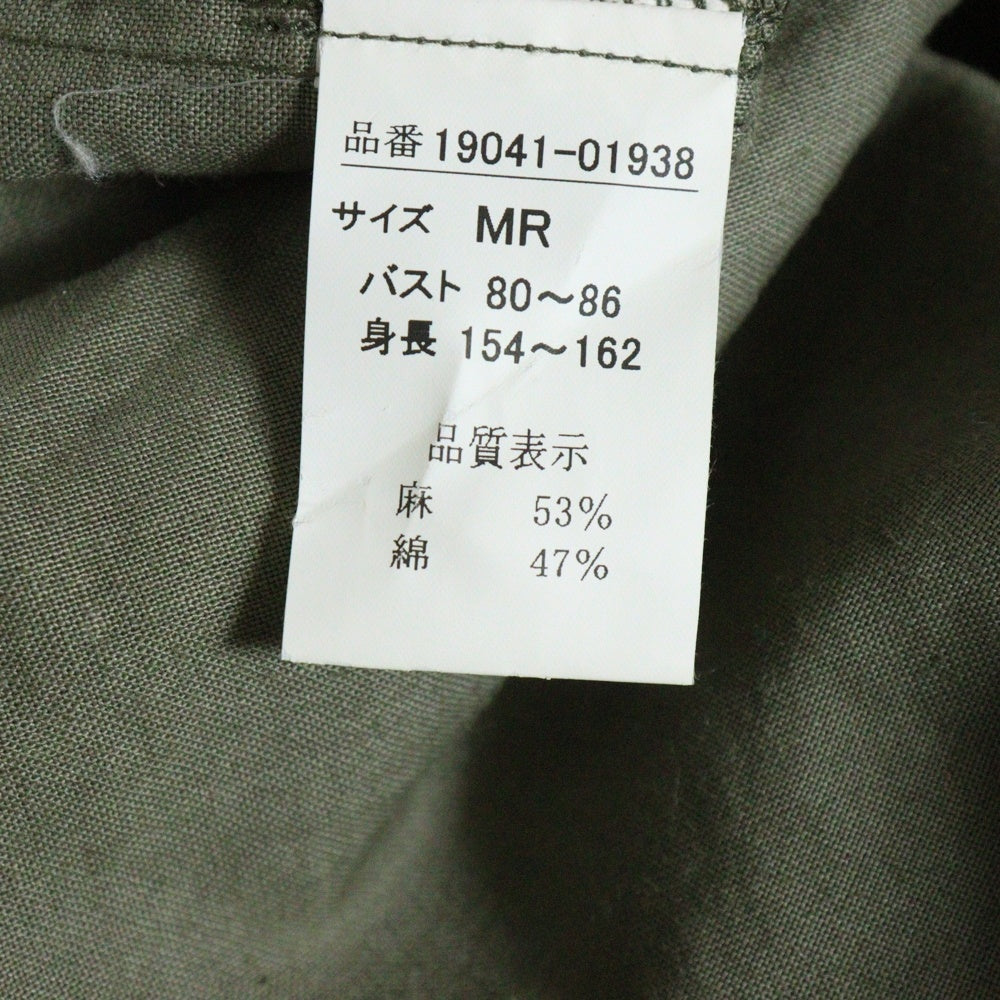 品番 19041-01938
サイズ MR
バスト 80〜86
身長 154〜162
品質表示
麻 53%
綿 47%